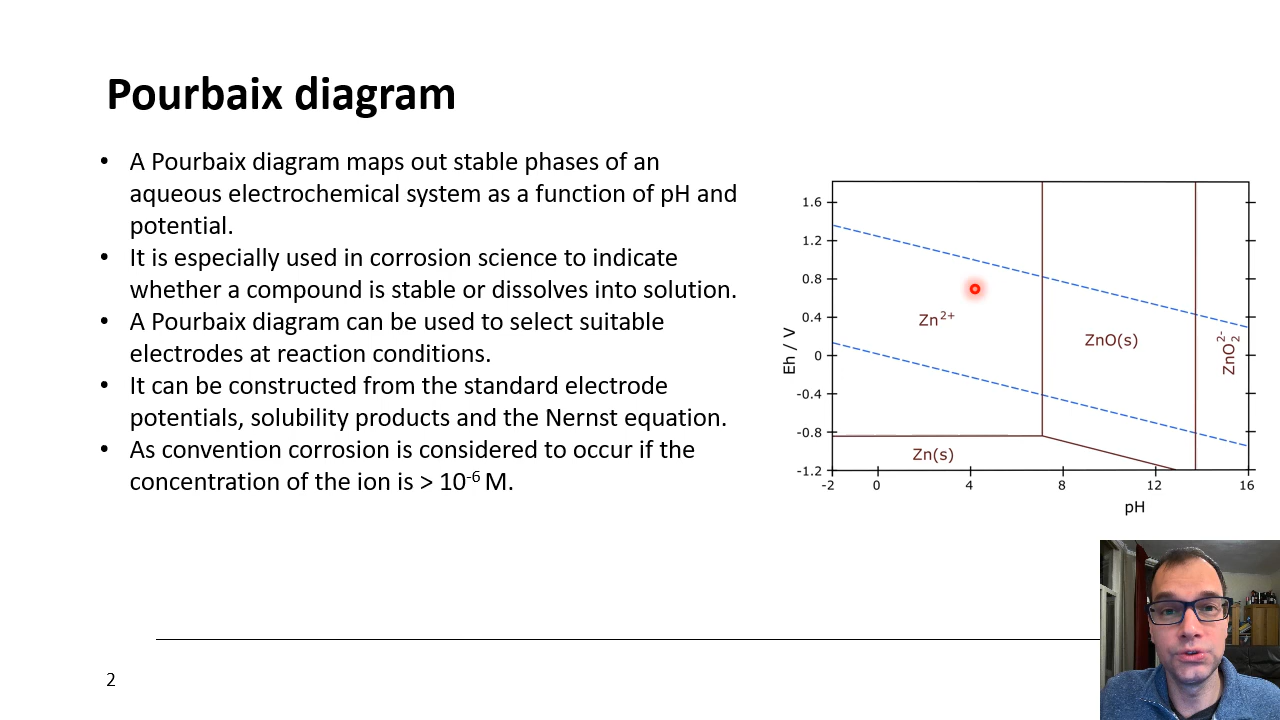 Pourbaix diagram
• A Pourbaix diagram maps out stable phases of an
aqueous electrochemical system as a function of pH and
potential.
• It is especially used in corrosion science to indicate
whether a compound is stable or dissolves into solution.
• A Pourbaix diagram can be used to select suitable
electrodes at reaction conditions.
• It can be constructed from the standard electrode
potentials, solubility products and the Nernst equation.
• As convention corrosion is considered to occur if the
concentration of the ion is > 10⁻⁶ M.
1.6
1.2
0.8
0.4
0
-0.4
-0.8
-1.2
Eh / V
Zn²⁺
ZnO(s)
ZnO₂²⁻
Zn(s)
-2 0 4 8 12 16
pH
2